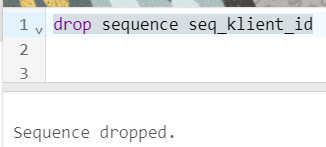 1 drop sequence seq_klient_id
2
3
Sequence dropped.